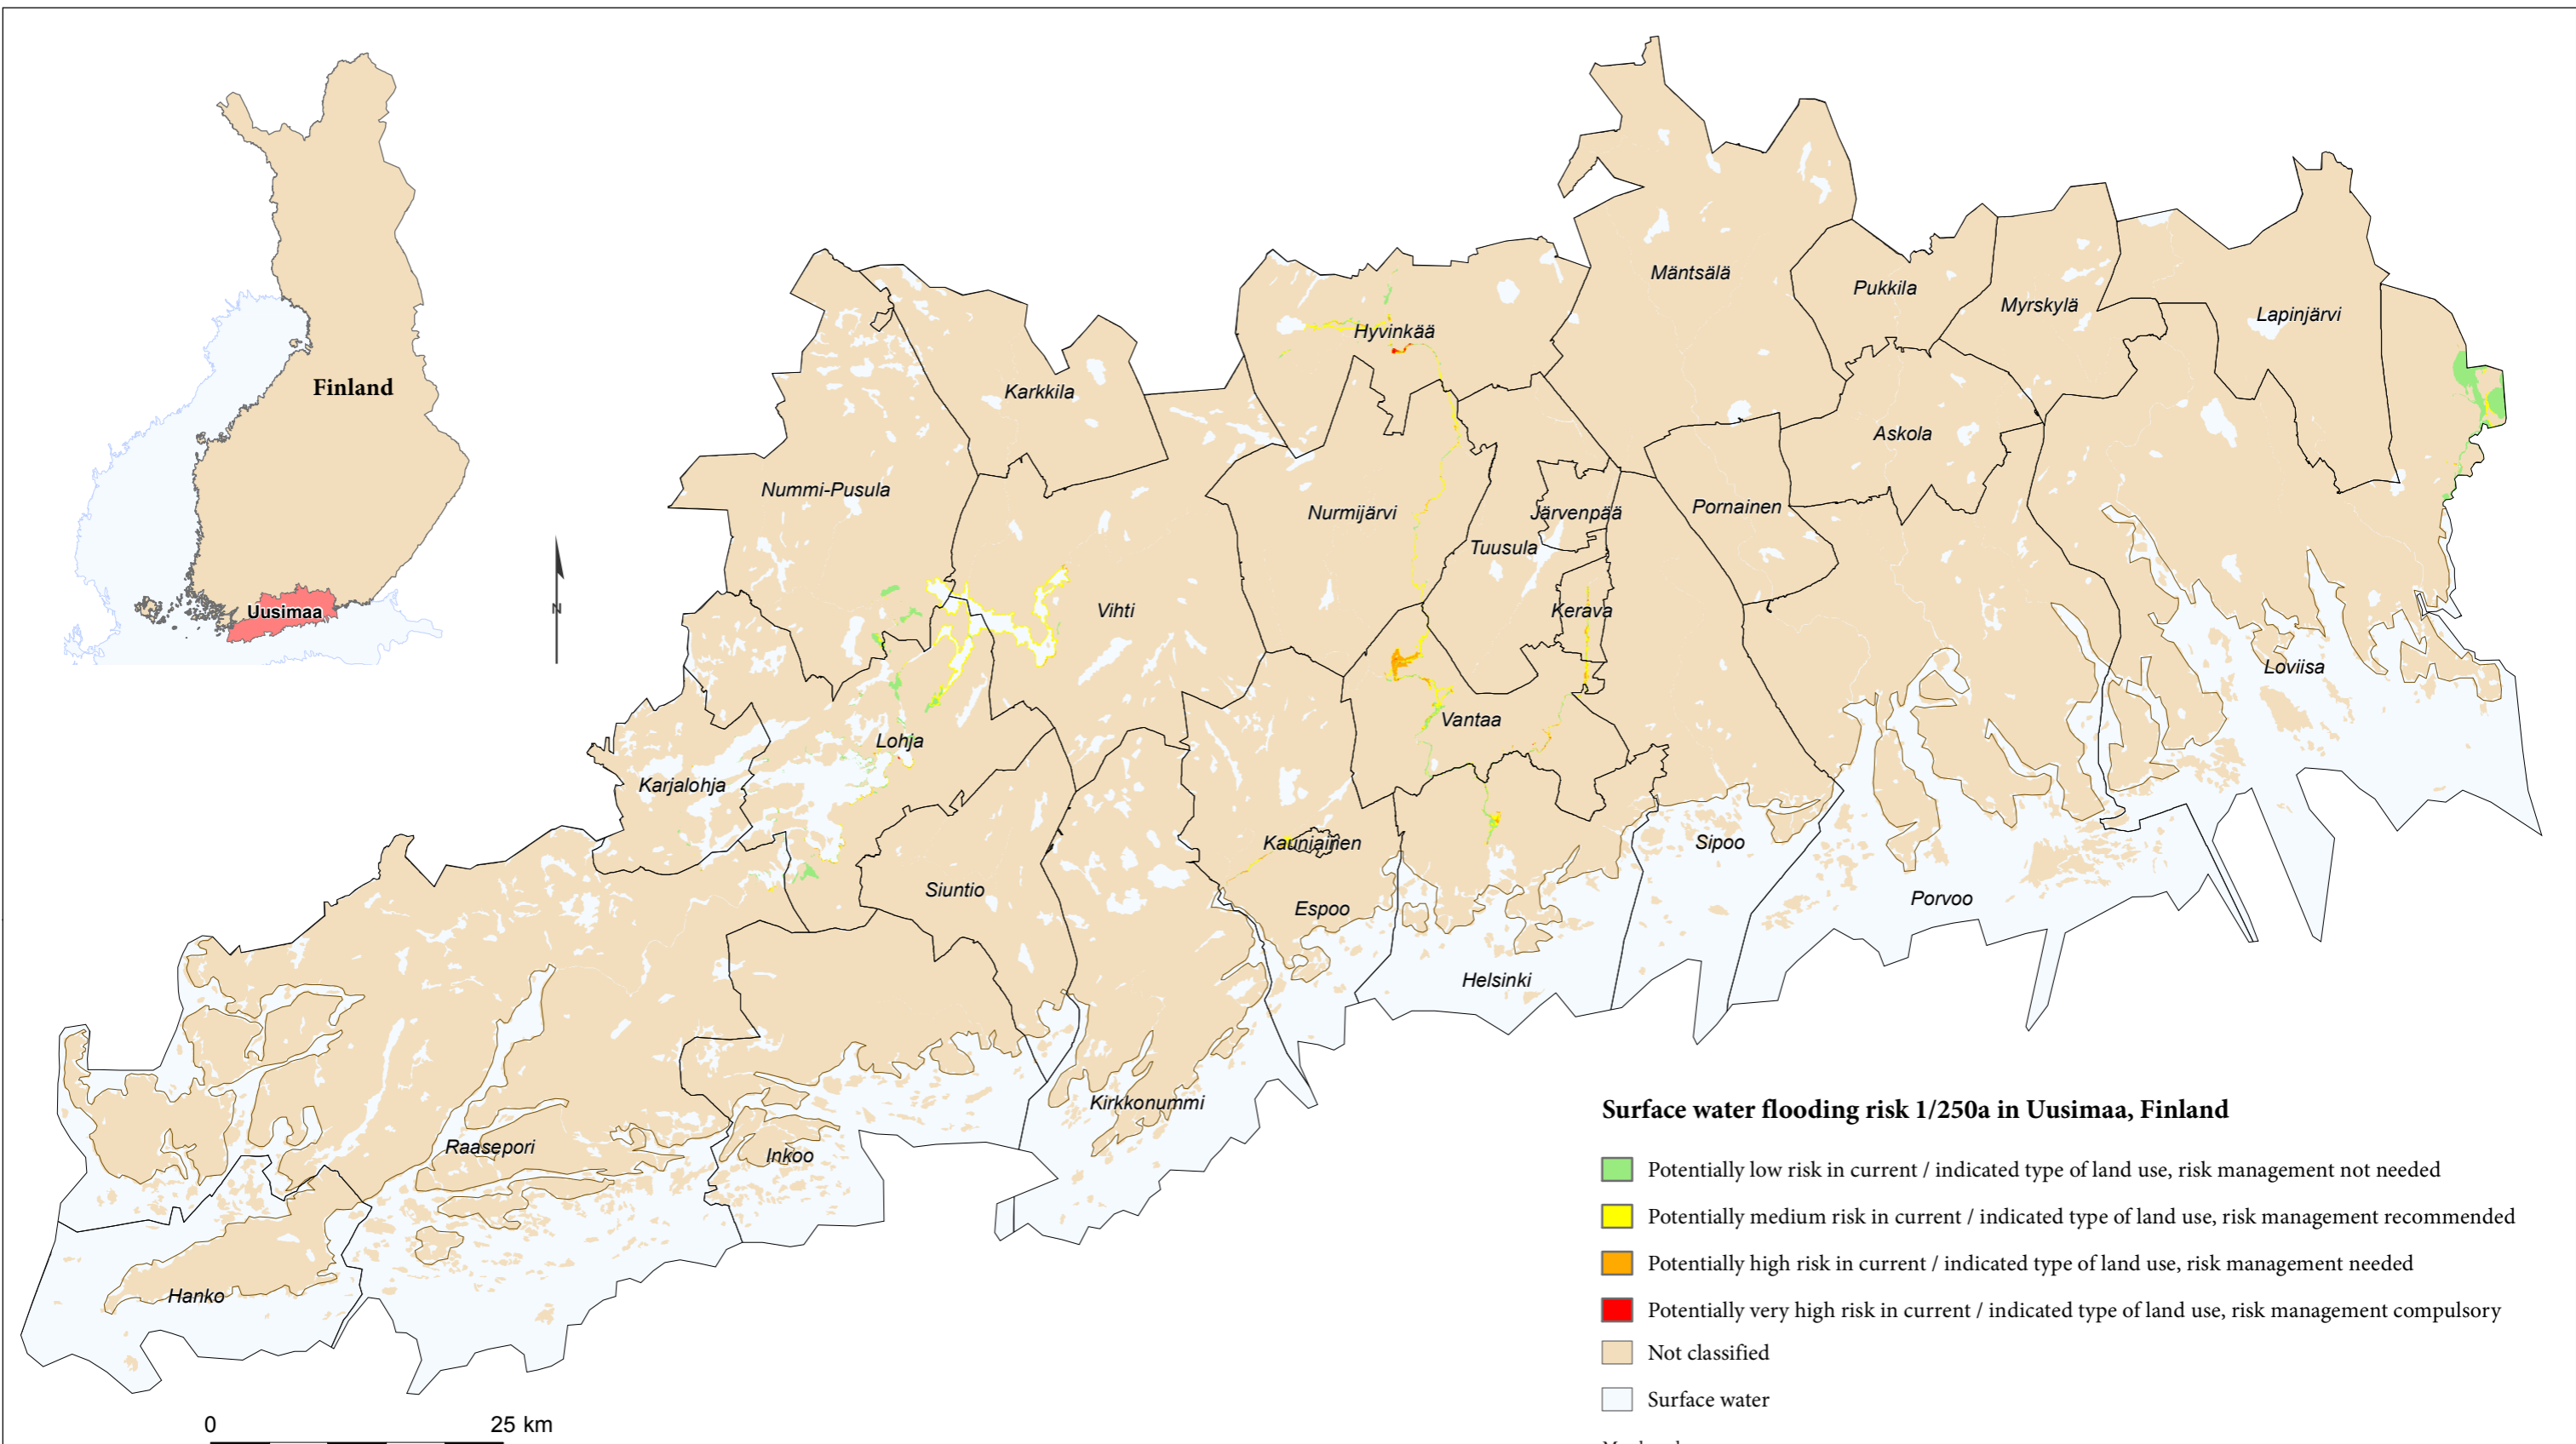 Finland
Uusimaa
N
Mäntsälä
Pukkila
Myrskylä
Lapinjärvi
Hyvinkää
Karkkila
Askola
Nummi-Pusula
Nurmijärvi
Järvenpää
Pornainen
Tuusula
Vihti
Kerava
Loviisa
Vantaa
Lohja
Karjalohja
Kauniainen
Sipoo
Siuntio
Espoo
Porvoo
Helsinki
Kirkkonummi
Raasepori
Inkoo
Hanko
Surface water flooding risk 1/250a in Uusimaa, Finland
Potentially low risk in current / indicated type of land use, risk management not needed
Potentially medium risk in current / indicated type of land use, risk management recommended
Potentially high risk in current / indicated type of land use, risk management needed
Potentially very high risk in current / indicated type of land use, risk management compulsory
Not classified
Surface water
0 25 km